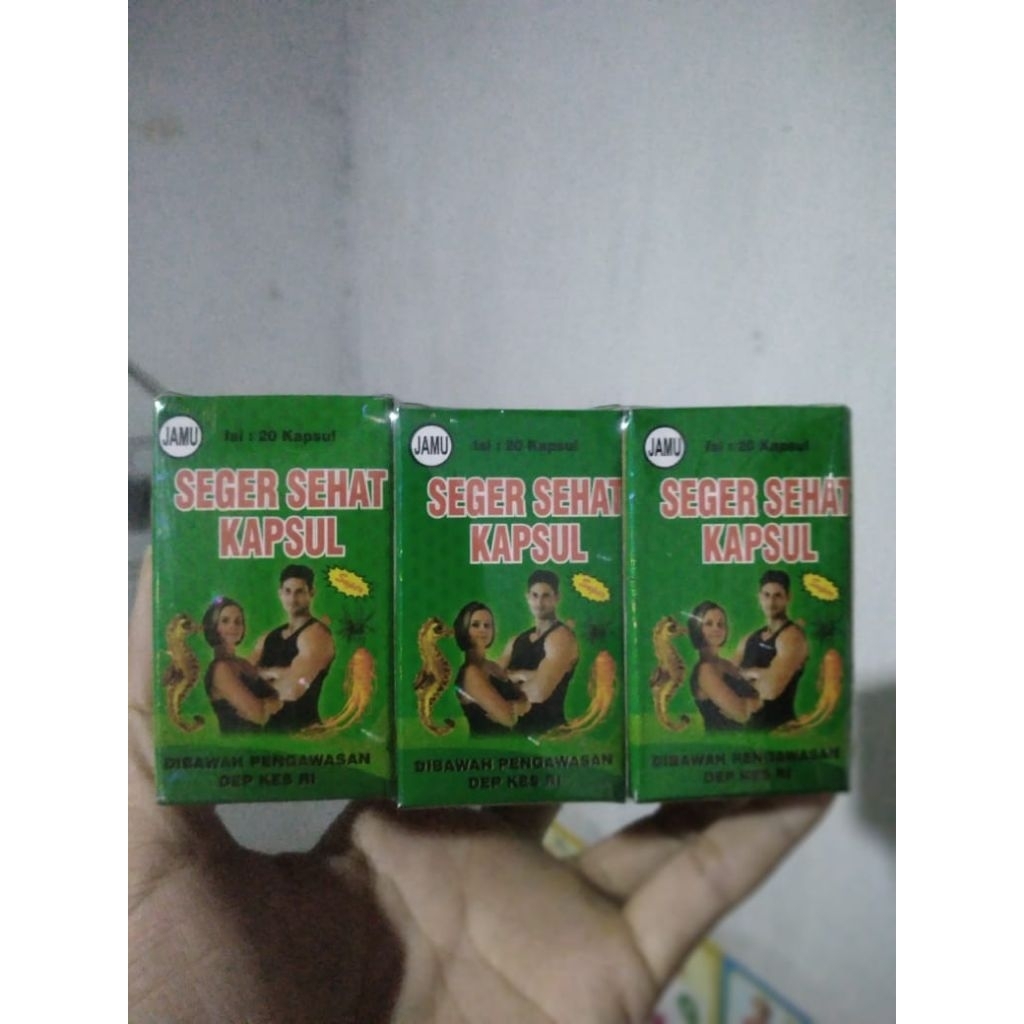 JAMU
Isi : 20 Kapsul
SEGER SEHAT
KAPSUL
DIBAWAH PENGAWASAN
DEP KES RI
JAMU
Isi : 20 Kapsul
SEGER SEHAT
KAPSUL
DIBAWAH PENGAWASAN
DEP KES RI
JAMU
Isi : 20 Kapsul
SEGER SEHAT
KAPSUL
DIBAWAH PENGAWASAN
DEP KES RI